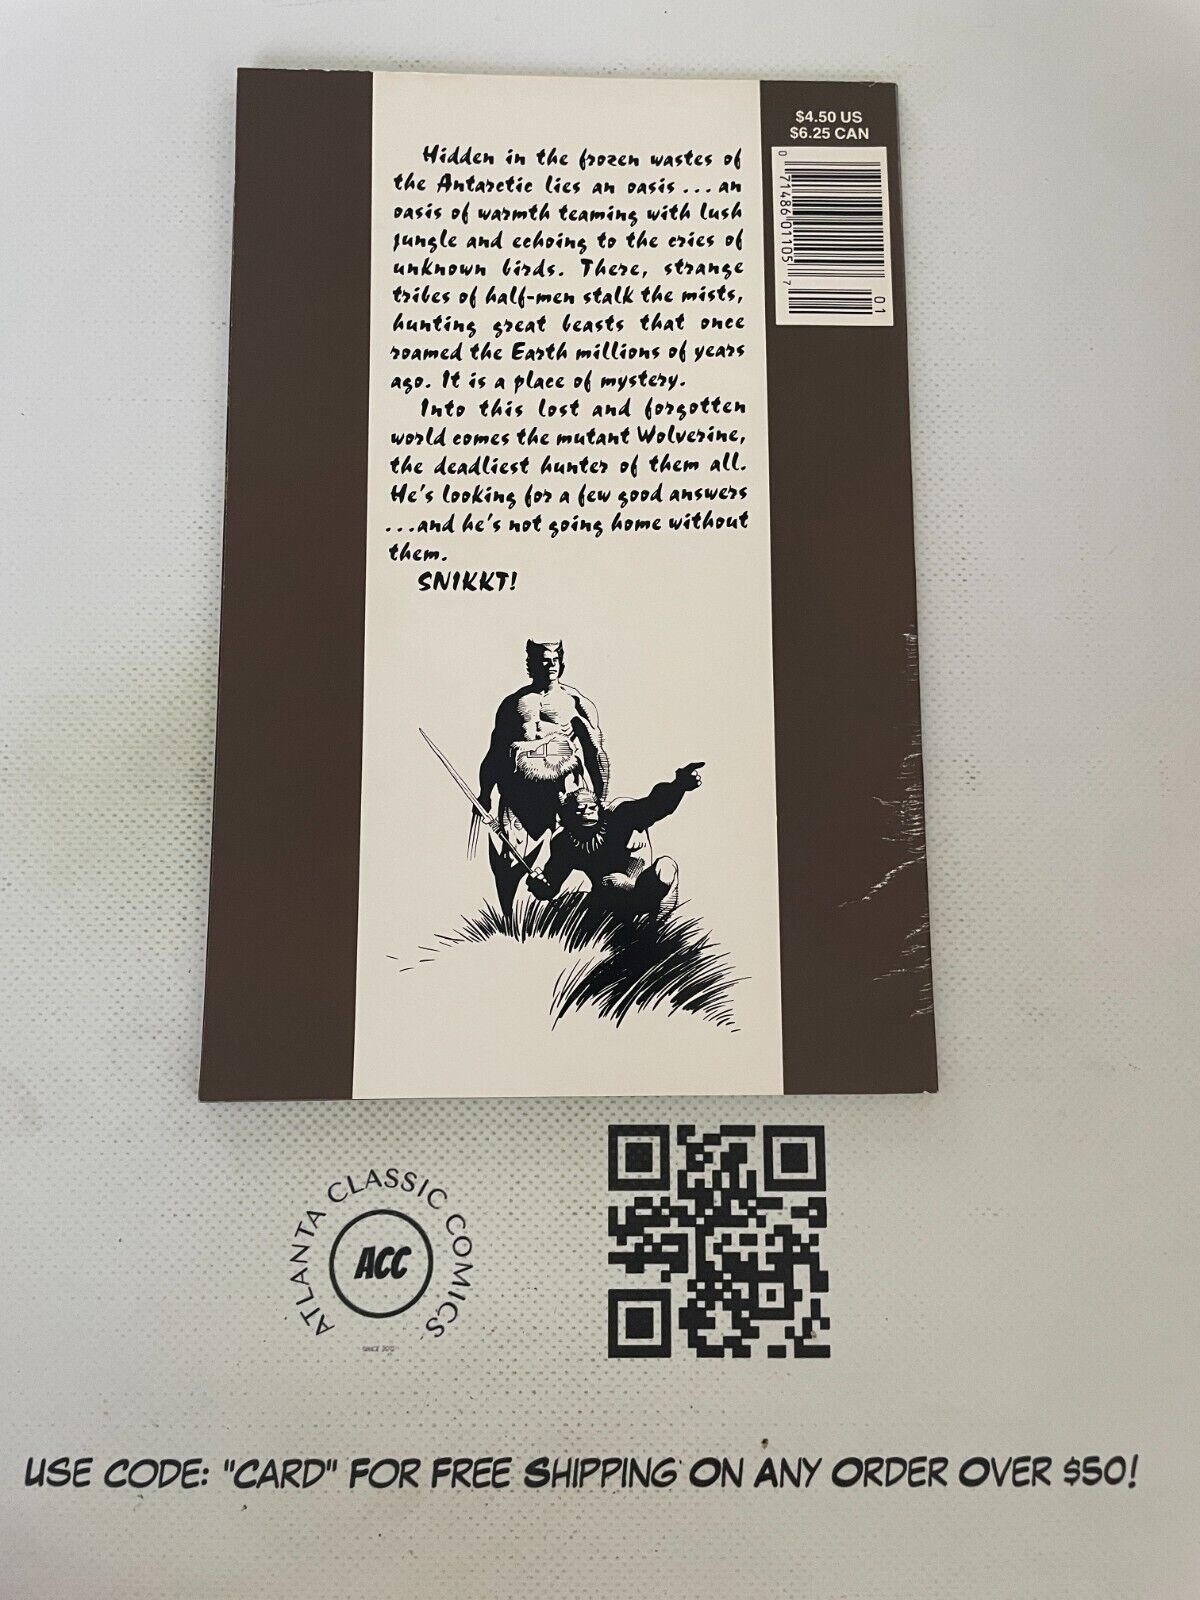 $4.50 US
$6.25 CAN
0
71486 01105
7
01
Hidden in the frozen wastes of
the Antarctic lies an oasis . . . an
oasis of warmth teaming with lush
jungle and echoing to the cries of
unknown birds. There, strange
tribes of half-men stalk the mists,
hunting great beasts that once
roamed the Earth millions of years
ago. It is a place of mystery.
Into this lost and forgotten
world comes the mutant Wolverine,
the deadliest hunter of them all.
He's looking for a few good answers
. . . and he's not going home without
them.
SNIKKT!
ATLANTA CLASSIC COMICS
ACC
USE CODE: "CARD" FOR FREE SHIPPING ON ANY ORDER OVER $50!